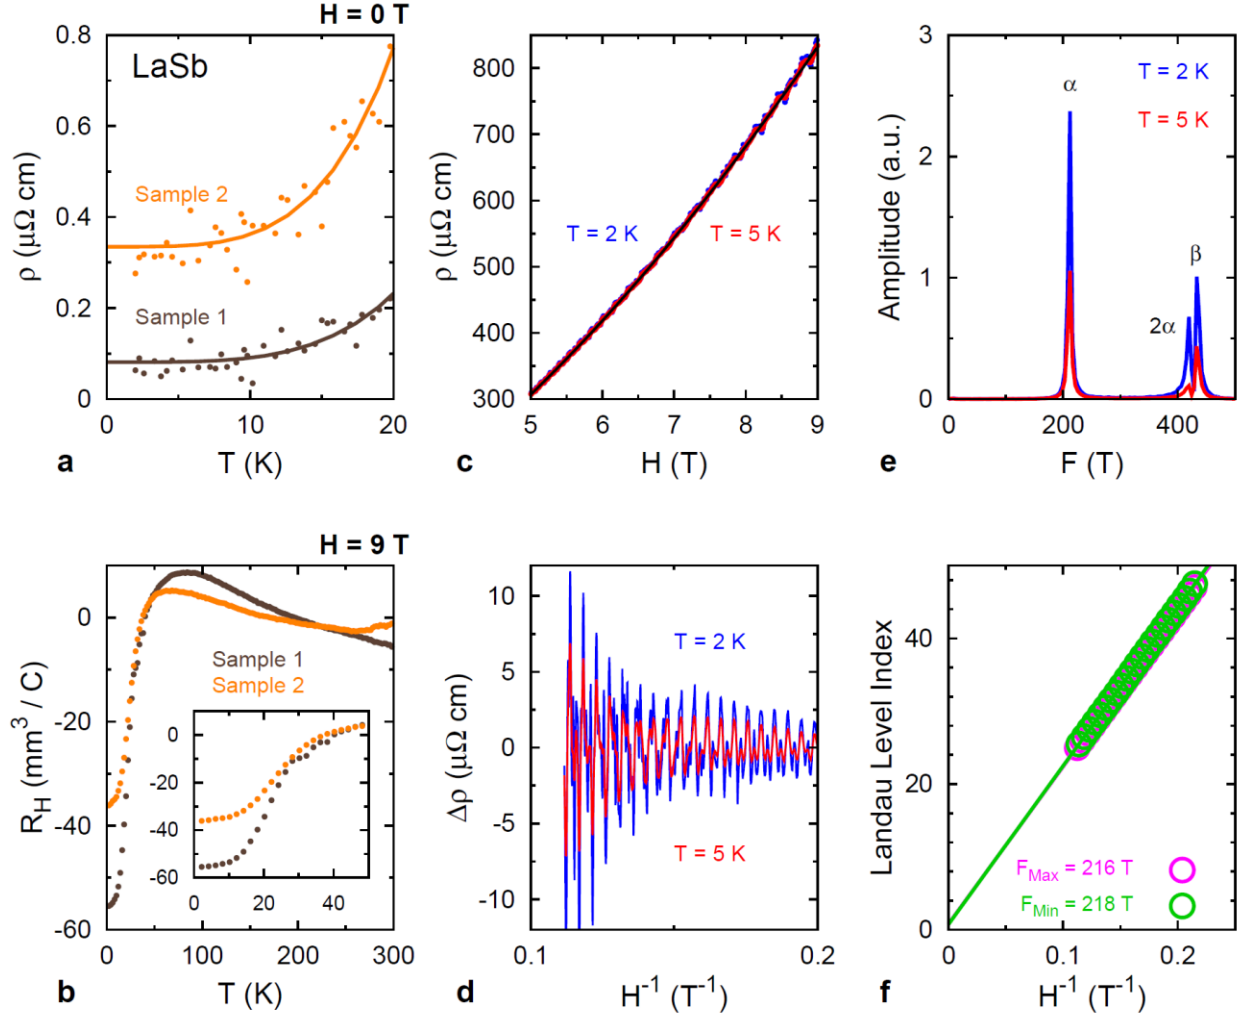 H = 0 T
LaSb
Sample 2
Sample 1
0.8
0.6
0.4
0.2
0
0 10 20
ρ (μΩ cm)
T (K)
a
800
700
600
500
400
300
5 6 7 8 9
T = 2 K
T = 5 K
ρ (μΩ cm)
H (T)
c
3
2
1
0
0 200 400
T = 2 K
T = 5 K
α
2α
β
Amplitude (a.u.)
F (T)
e
H = 9 T
0
-20
-40
-60
0 100 200 300
Sample 1
Sample 2
0
-20
-40
-60
0 20 40
R_H (mm³ / C)
T (K)
b
10
5
0
-5
-10
0.1 0.2
T = 2 K
T = 5 K
Δρ (μΩ cm)
H⁻¹ (T⁻¹)
d
40
20
0
0 0.1 0.2
F_Max = 216 T
F_Min = 218 T
Landau Level Index
H⁻¹ (T⁻¹)
f